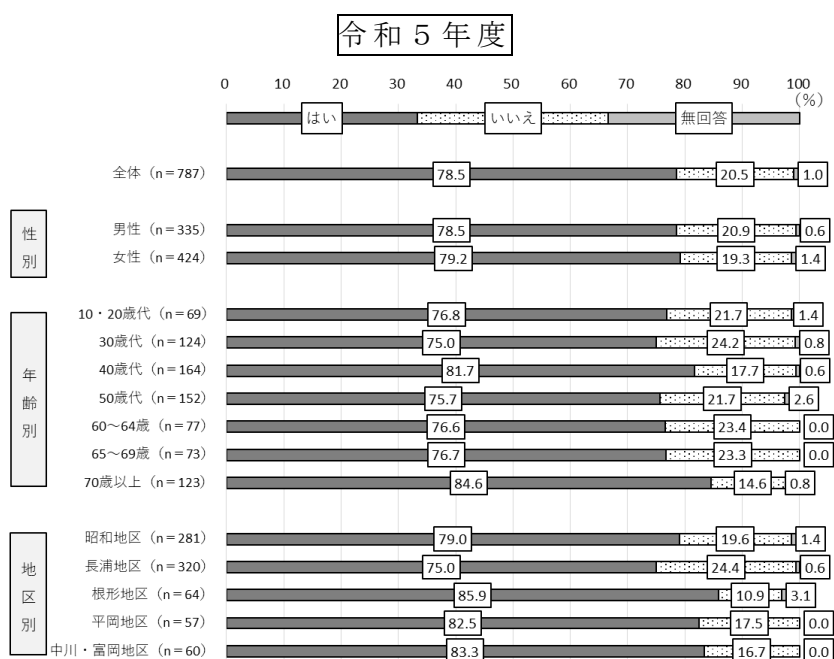 令和５年度
0 10 20 30 40 50 60 70 80 90 100
(%)
はい いいえ 無回答
全体（n＝787） 78.5 20.5 1.0
性別
男性（n＝335） 78.5 20.9 0.6
女性（n＝424） 79.2 19.3 1.4
年齢別
10・20歳代（n＝69） 76.8 21.7 1.4
30歳代（n＝124） 75.0 24.2 0.8
40歳代（n＝164） 81.7 17.7 0.6
50歳代（n＝152） 75.7 21.7 2.6
60～64歳（n＝77） 76.6 23.4 0.0
65～69歳（n＝73） 76.7 23.3 0.0
70歳以上（n＝123） 84.6 14.6 0.8
地区別
昭和地区（n＝281） 79.0 19.6 1.4
長浦地区（n＝320） 75.0 24.4 0.6
根形地区（n＝64） 85.9 10.9 3.1
平岡地区（n＝57） 82.5 17.5 0.0
中川・富岡地区（n＝60） 83.3 16.7 0.0